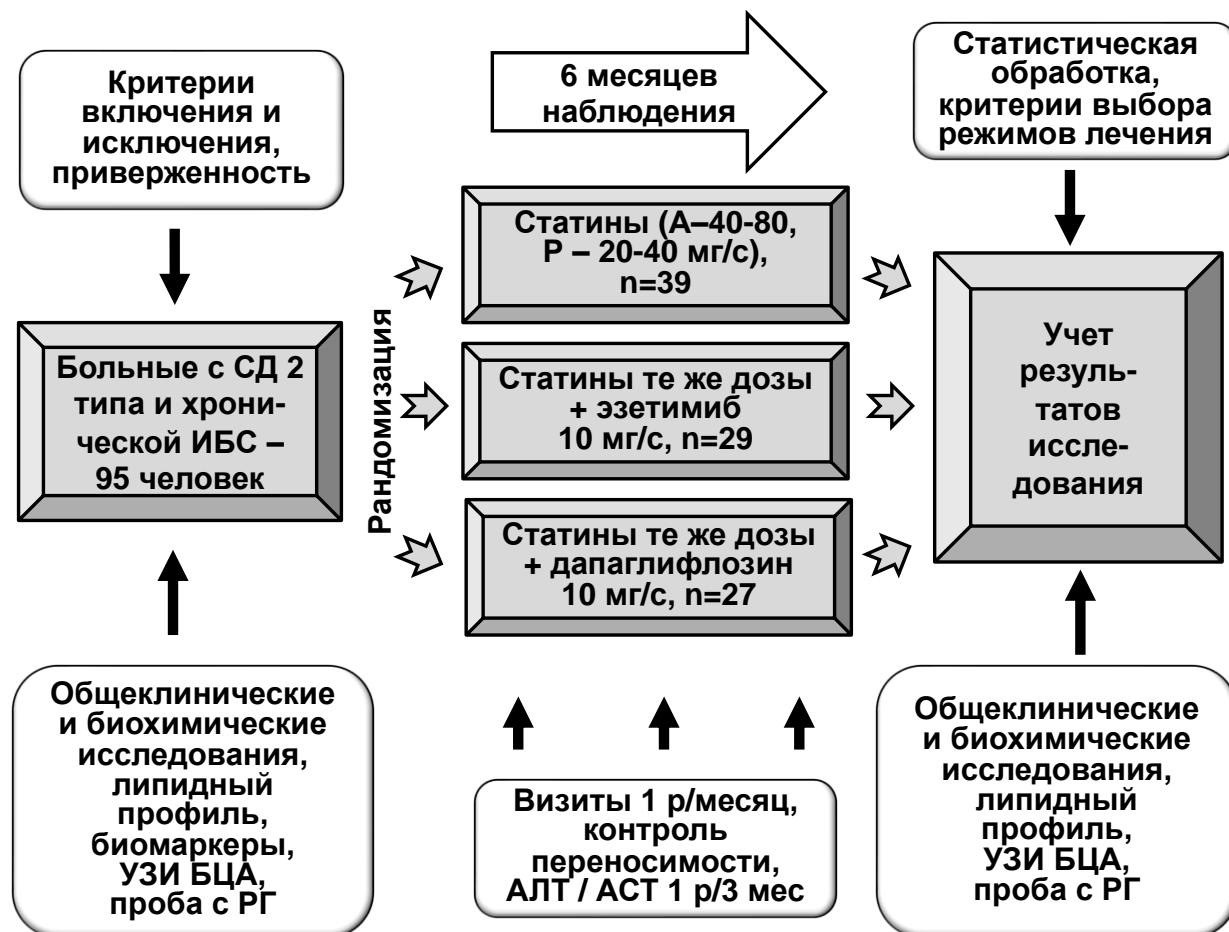 Критерии
включения и
исключения,
приверженность
6 месяцев
наблюдения
Статистическая
обработка,
критерии выбора
режимов лечения
Больные с СД 2
типа и хрони-
ческой ИБС –
95 человек
Рандомизация
Статины (А–40-80,
Р – 20-40 мг/с),
n=39
Статины те же дозы
+ эзетимиб
10 мг/с, n=29
Статины те же дозы
+ дапаглифлозин
10 мг/с, n=27
Учет
резуль-
татов
иссле-
дования
Общеклинические
и биохимические
исследования,
липидный
профиль,
биомаркеры,
УЗИ БЦА,
проба с РГ
Визиты 1 р/месяц,
контроль
переносимости,
АЛТ / АСТ 1 р/3 мес
Общеклинические
и биохимические
исследования,
липидный
профиль,
УЗИ БЦА,
проба с РГ